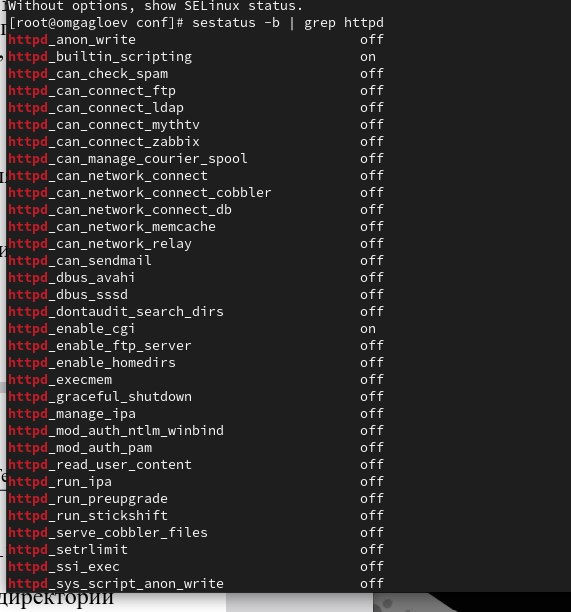 Without options, show SELinux status.
[root@omgagloev conf]# sestatus -b | grep httpd
httpd_anon_write off
httpd_builtin_scripting on
httpd_can_check_spam off
httpd_can_connect_ftp off
httpd_can_connect_ldap off
httpd_can_connect_mythtv off
httpd_can_connect_zabbix off
httpd_can_manage_courier_spool off
httpd_can_network_connect off
httpd_can_network_connect_cobbler off
httpd_can_network_connect_db off
httpd_can_network_memcache off
httpd_can_network_relay off
httpd_can_sendmail off
httpd_dbus_avahi off
httpd_dbus_sssd off
httpd_dontaudit_search_dirs off
httpd_enable_cgi on
httpd_enable_ftp_server off
httpd_enable_homedirs off
httpd_execmem off
httpd_graceful_shutdown off
httpd_manage_ipa off
httpd_mod_auth_ntlm_winbind off
httpd_mod_auth_pam off
httpd_read_user_content off
httpd_run_ipa off
httpd_run_preupgrade off
httpd_run_stickshift off
httpd_serve_cobbler_files off
httpd_setrlimit off
httpd_ssi_exec off
httpd_sys_script_anon_write off
директории